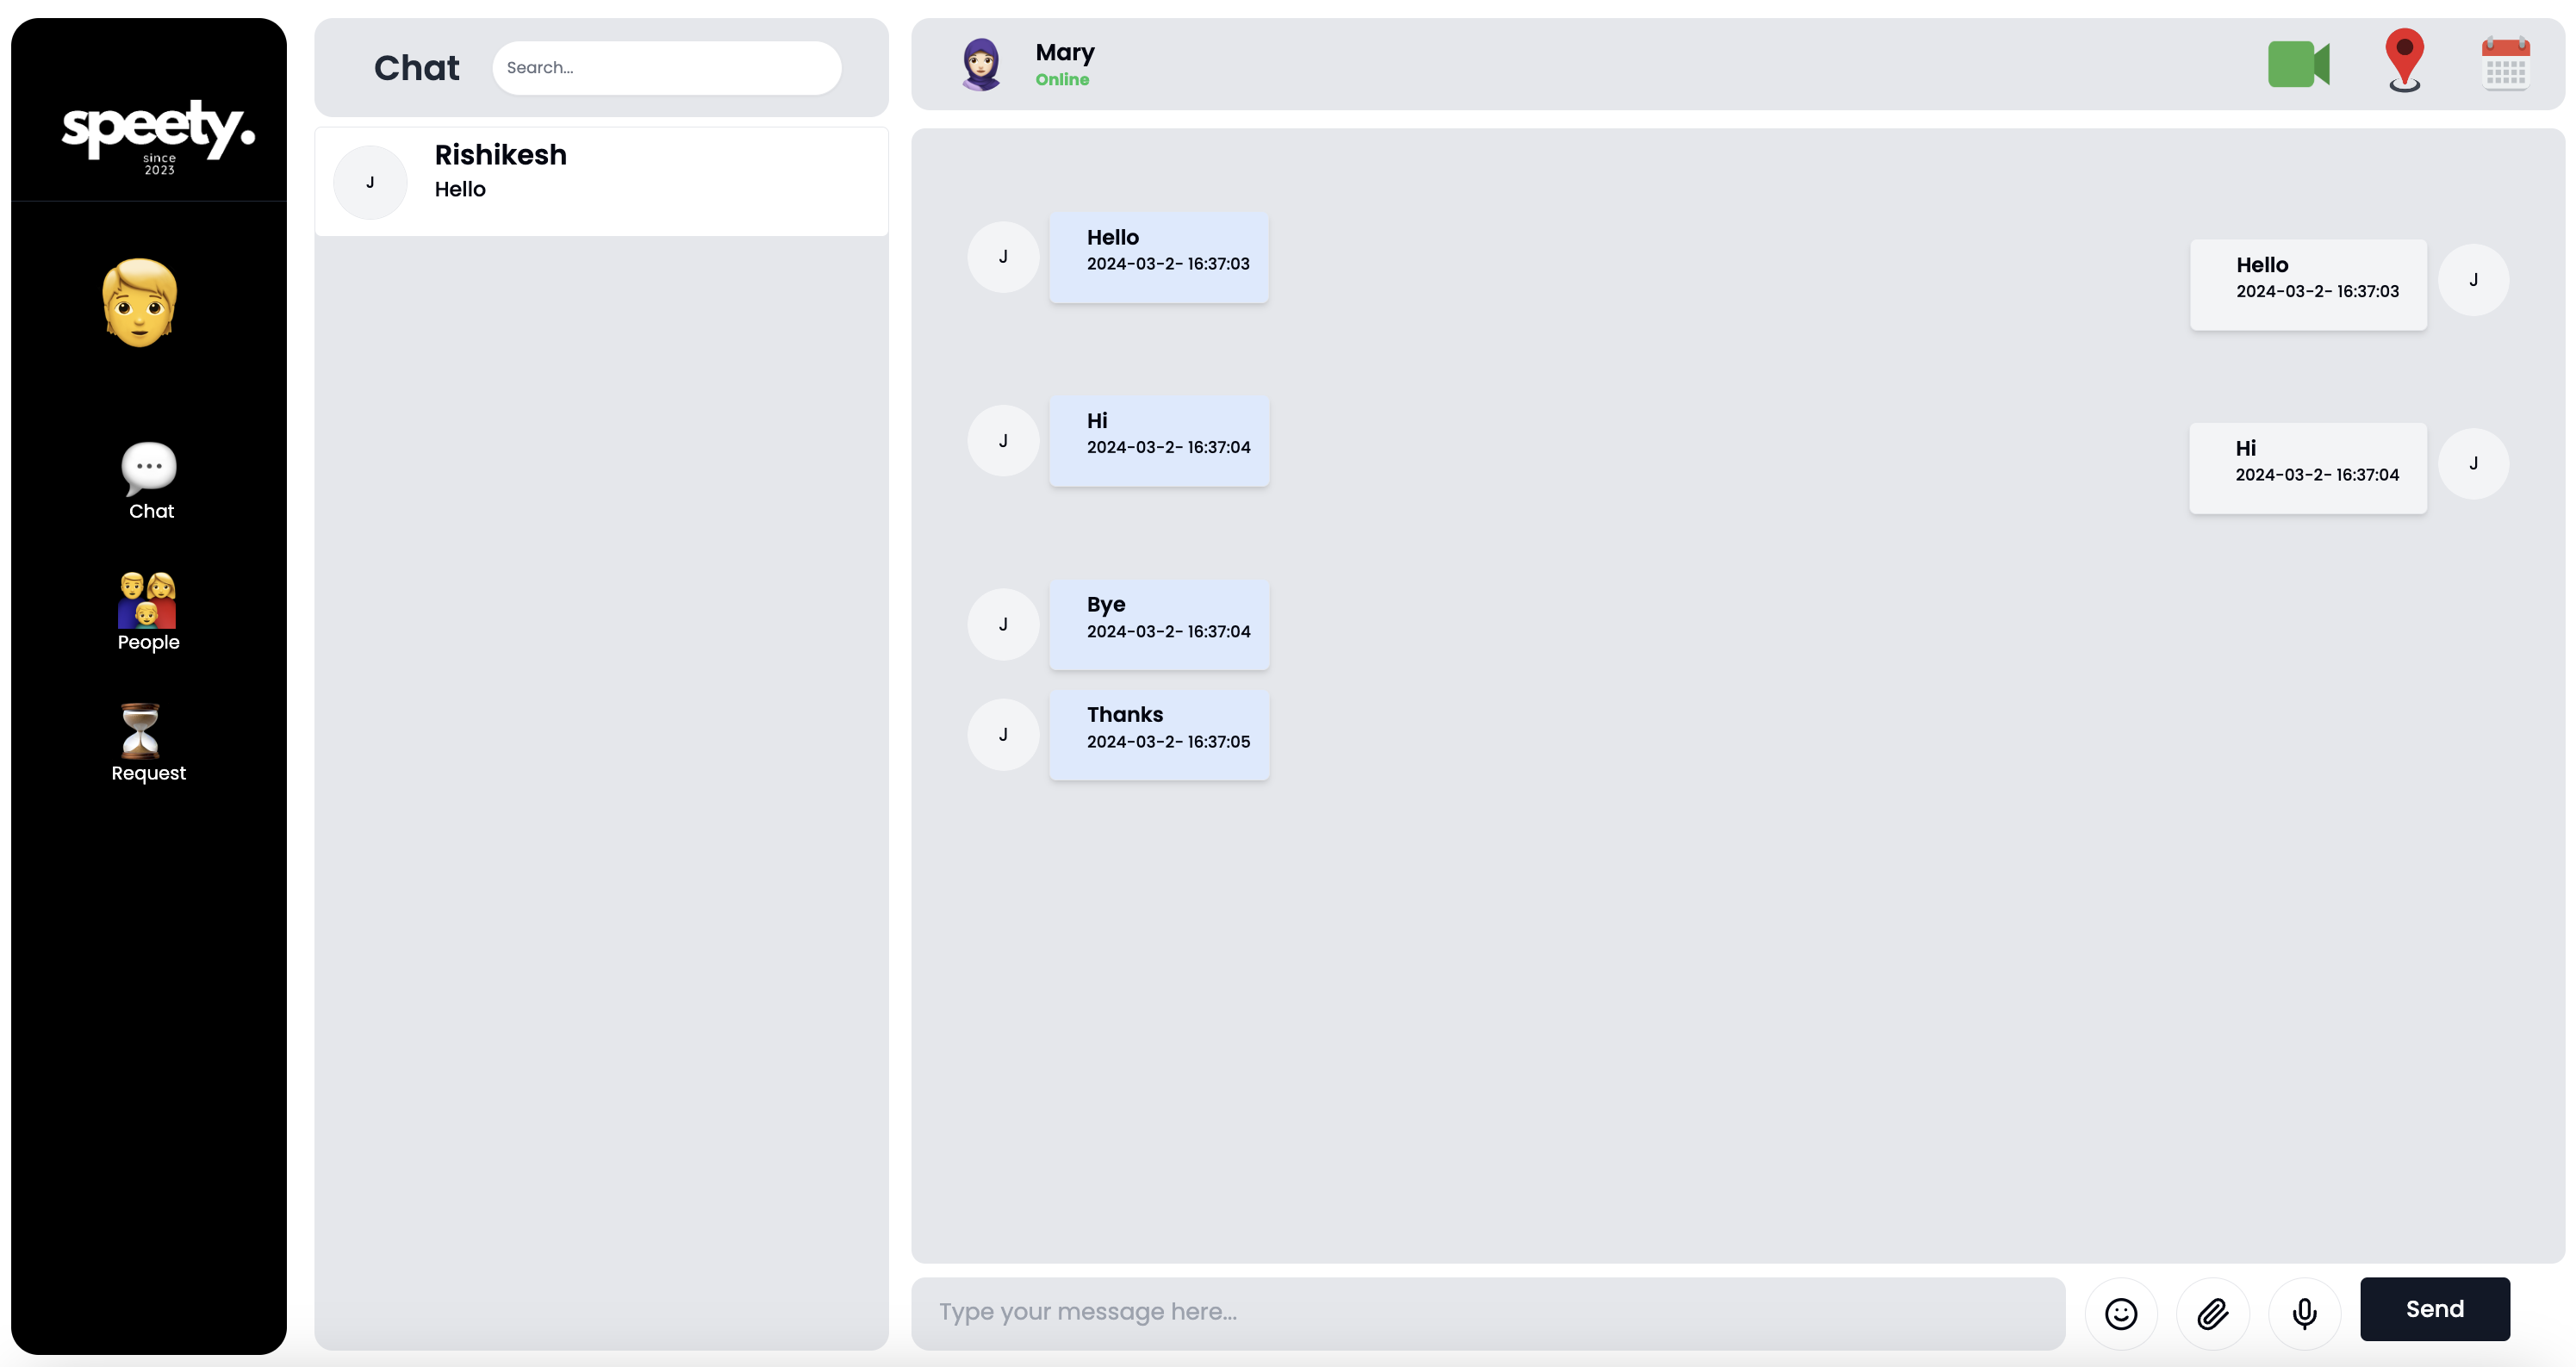 speety.
since
2023
Chat
People
Request
Chat
Search...
J
Rishikesh
Hello
Mary
Online
J
Hello
2024-03-2- 16:37:03
Hello
2024-03-2- 16:37:03
J
J
Hi
2024-03-2- 16:37:04
Hi
2024-03-2- 16:37:04
J
J
Bye
2024-03-2- 16:37:04
J
Thanks
2024-03-2- 16:37:05
Type your message here...
Send